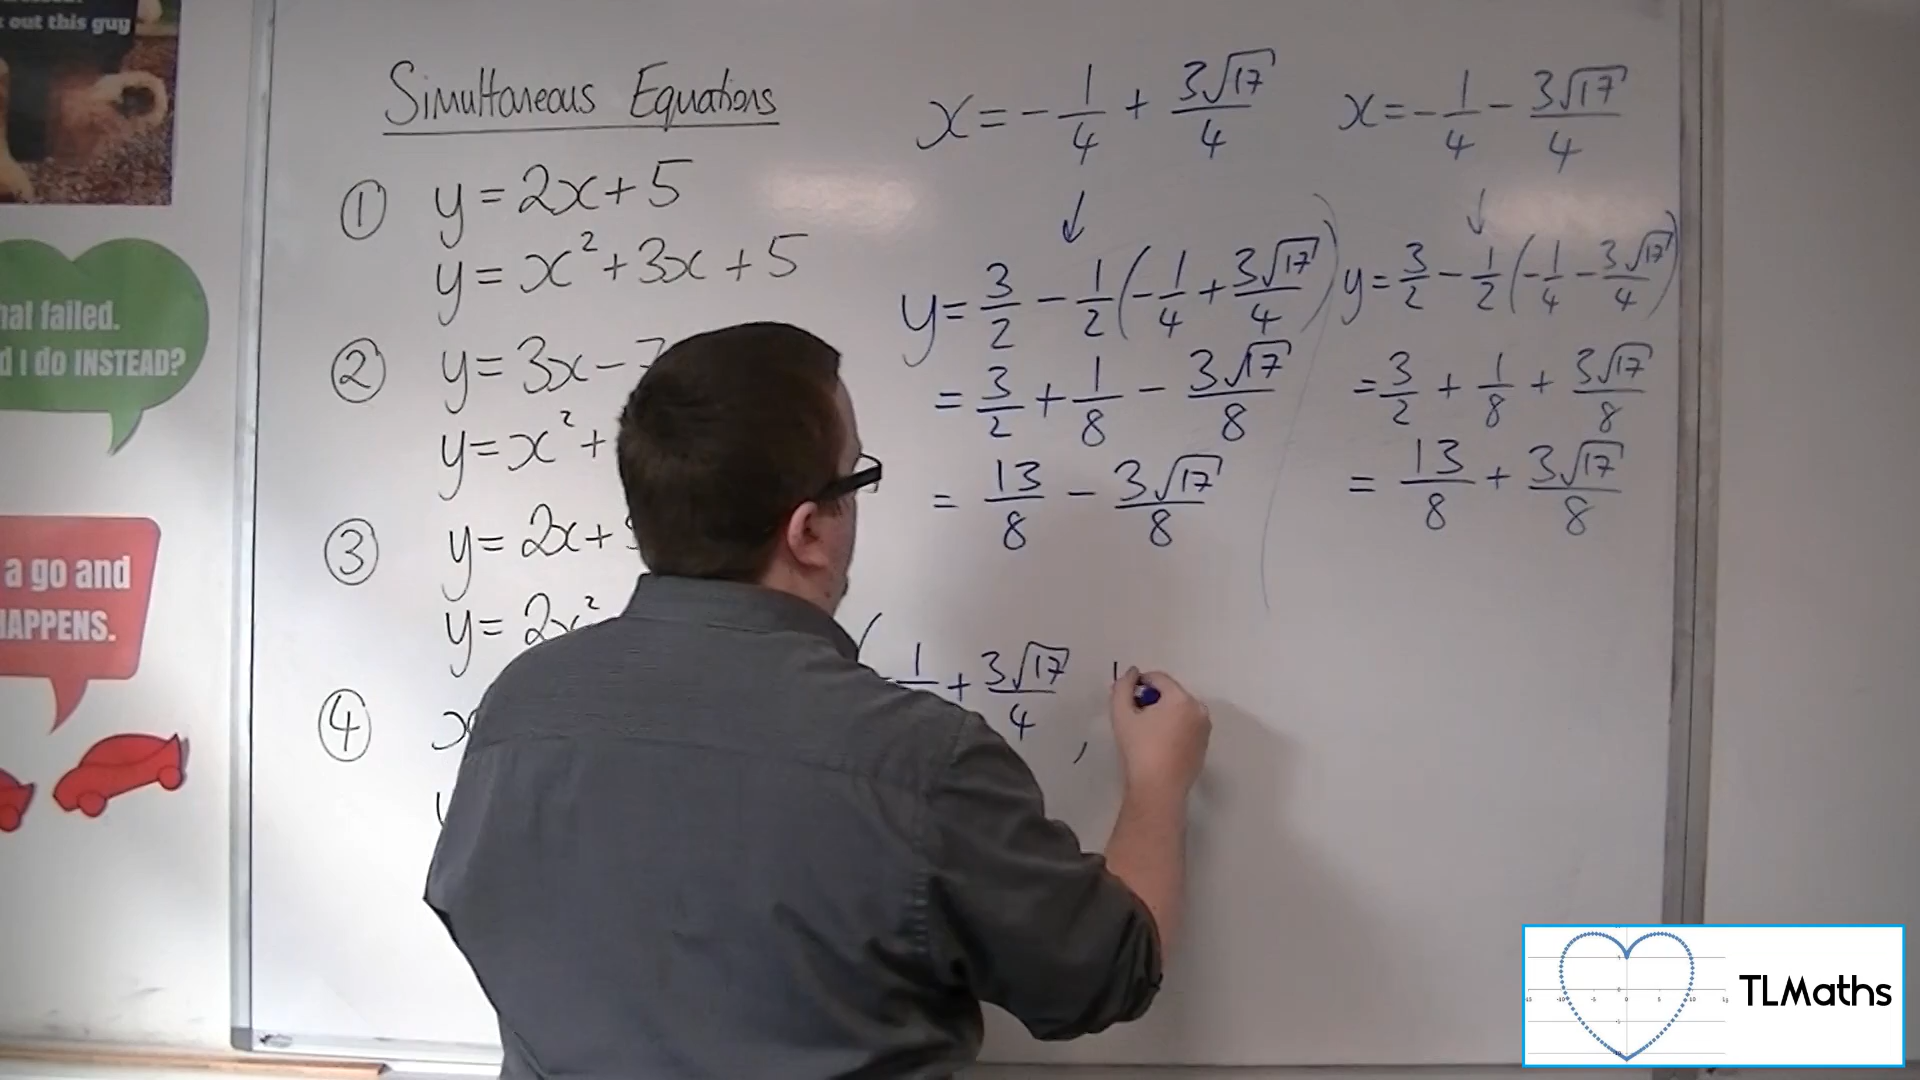 out this guy
hat failed.
d I do INSTEAD?
a go and
HAPPENS.
Simultaneous Equations
① y = 2x + 5
y = x² + 3x + 5
② y = 3x - 7
y = x² +
③ y = 2x +
y = 2x²
④ x
x = - 1/4 + 3√17/4
y = 3/2 - 1/2 (- 1/4 + 3√17/4)
= 3/2 + 1/8 - 3√17/8
= 13/8 - 3√17/8
x = - 1/4 - 3√17/4
y = 3/2 - 1/2 (- 1/4 - 3√17/4)
= 3/2 + 1/8 + 3√17/8
= 13/8 + 3√17/8
( - 1 + 3√17/4 , 1
TLMaths